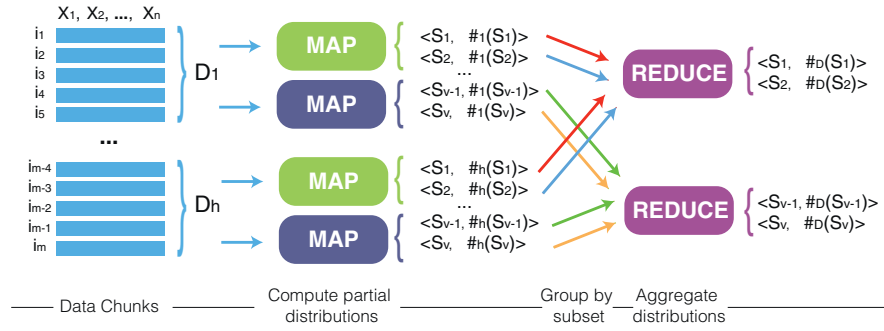 X1, X2, ..., Xn
i1
i2
i3
i4
i5
D1
...
im-4
im-3
im-2
im-1
im
Dh
MAP
<S1, #1(S1)>
<S2, #1(S2)>
...
MAP
<Sv-1, #1(Sv-1)>
<Sv, #1(Sv)>
MAP
<S1, #h(S1)>
<S2, #h(S2)>
...
MAP
<Sv-1, #h(Sv-1)>
<Sv, #h(Sv)>
REDUCE
<S1, #D(S1)>
<S2, #D(S2)>
REDUCE
<Sv-1, #D(Sv-1)>
<Sv, #D(Sv)>
Data Chunks
Compute partial
distributions
Group by
subset
Aggregate
distributions